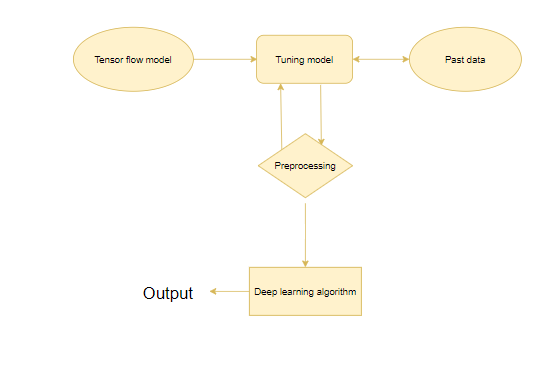 Tensor flow model
Tuning model
Past data
Preprocessing
Deep learning algorithm
Output